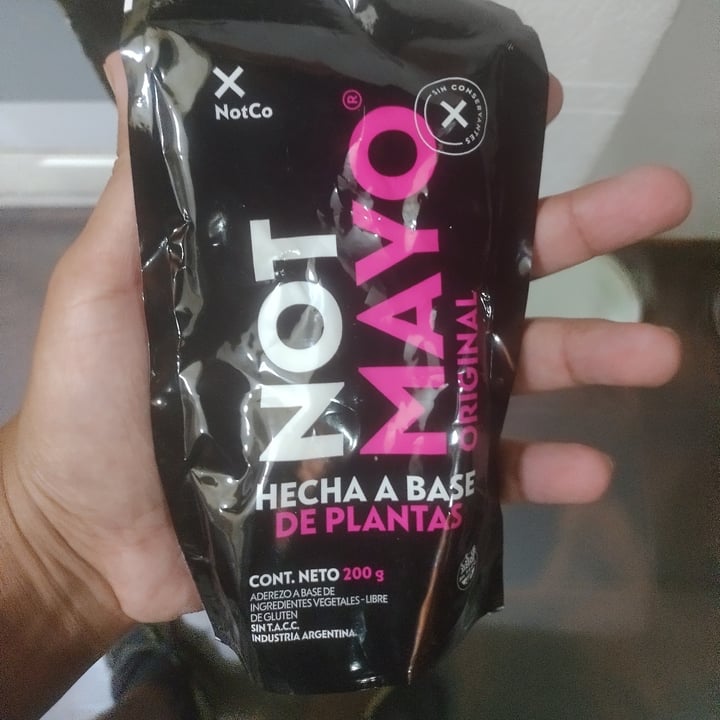 NotCo
SIN CONSERVANTES
NOT
MAYO®
ORIGINAL
HECHA A BASE
DE PLANTAS
CONT. NETO 200 g
ADEREZO A BASE DE
INGREDIENTES VEGETALES - LIBRE
DE GLUTEN
SIN T.A.C.C.
INDUSTRIA ARGENTINA